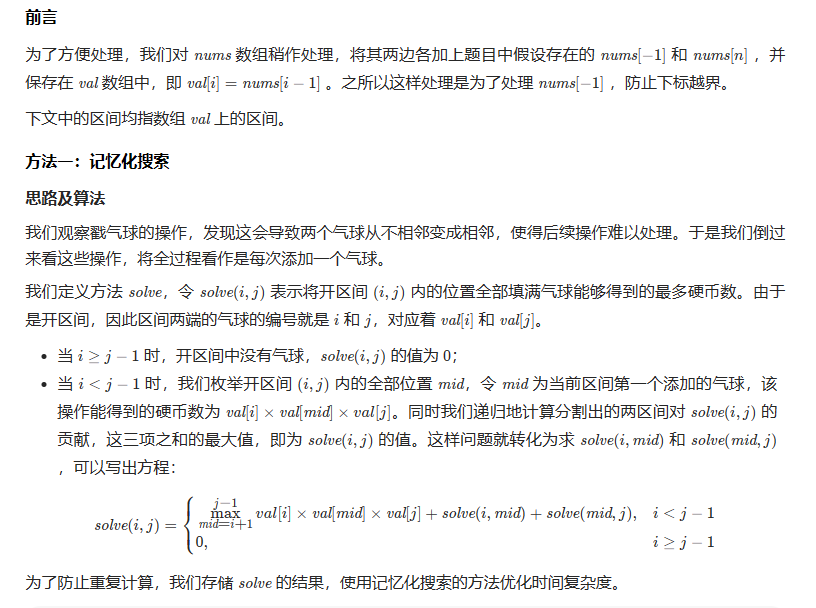 前言
为了方便处理，我们对 nums 数组稍作处理，将其两边各加上题目中假设存在的 nums[−1] 和 nums[n] ，并
保存在 val 数组中，即 val[i] = nums[i − 1] 。之所以这样处理是为了处理 nums[−1] ，防止下标越界。
下文中的区间均指数组 val 上的区间。
方法一：记忆化搜索
思路及算法
我们观察戳气球的操作，发现这会导致两个气球从不相邻变成相邻，使得后续操作难以处理。于是我们倒过
来看这些操作，将全过程看作是每次添加一个气球。
我们定义方法 solve，令 solve(i, j) 表示将开区间 (i, j) 内的位置全部填满气球能够得到的最多硬币数。由于
是开区间，因此区间两端的气球的编号就是 i 和 j，对应着 val[i] 和 val[j]。
• 当 i ≥ j − 1 时，开区间中没有气球，solve(i, j) 的值为 0；
• 当 i < j − 1 时，我们枚举开区间 (i, j) 内的全部位置 mid，令 mid 为当前区间第一个添加的气球，该
操作能得到的硬币数为 val[i] × val[mid] × val[j]。同时我们递归地计算分割出的两区间对 solve(i, j) 的
贡献，这三项之和的最大值，即为 solve(i, j) 的值。这样问题就转化为求 solve(i, mid) 和 solve(mid, j)
，可以写出方程：
j−1
solve(i, j) = { max val[i] × val[mid] × val[j] + solve(i, mid) + solve(mid, j), i < j − 1
mid=i+1
0, i ≥ j − 1
为了防止重复计算，我们存储 solve 的结果，使用记忆化搜索的方法优化时间复杂度。